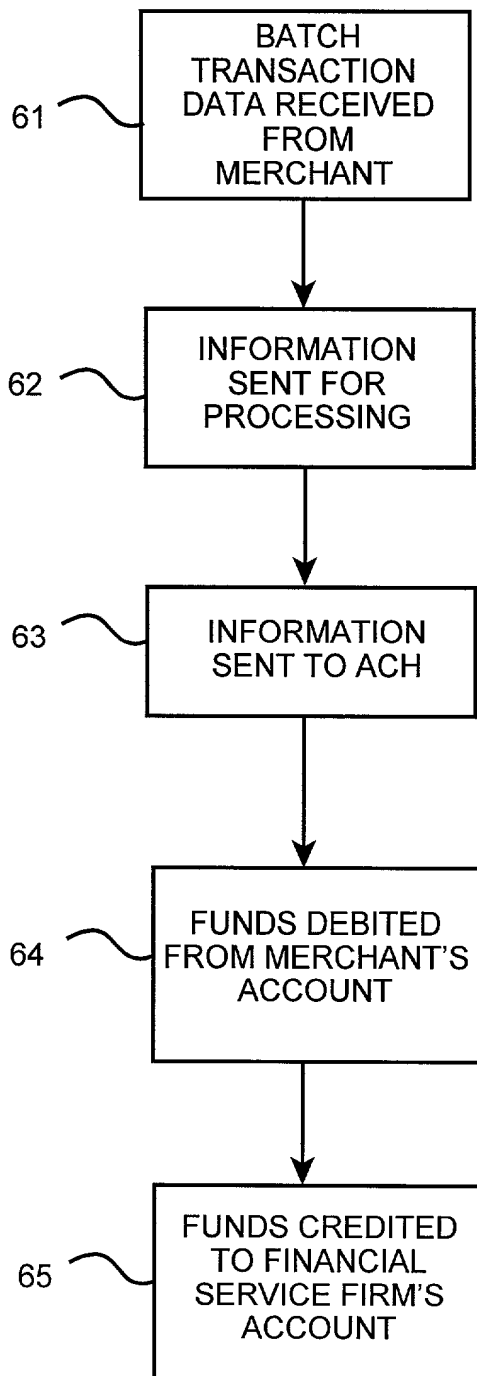 61
BATCH
TRANSACTION
DATA RECEIVED
FROM
MERCHANT
62
INFORMATION
SENT FOR
PROCESSING
63
INFORMATION
SENT TO ACH
64
FUNDS DEBITED
FROM MERCHANT'S
ACCOUNT
65
FUNDS CREDITED
TO FINANCIAL
SERVICE FIRM'S
ACCOUNT